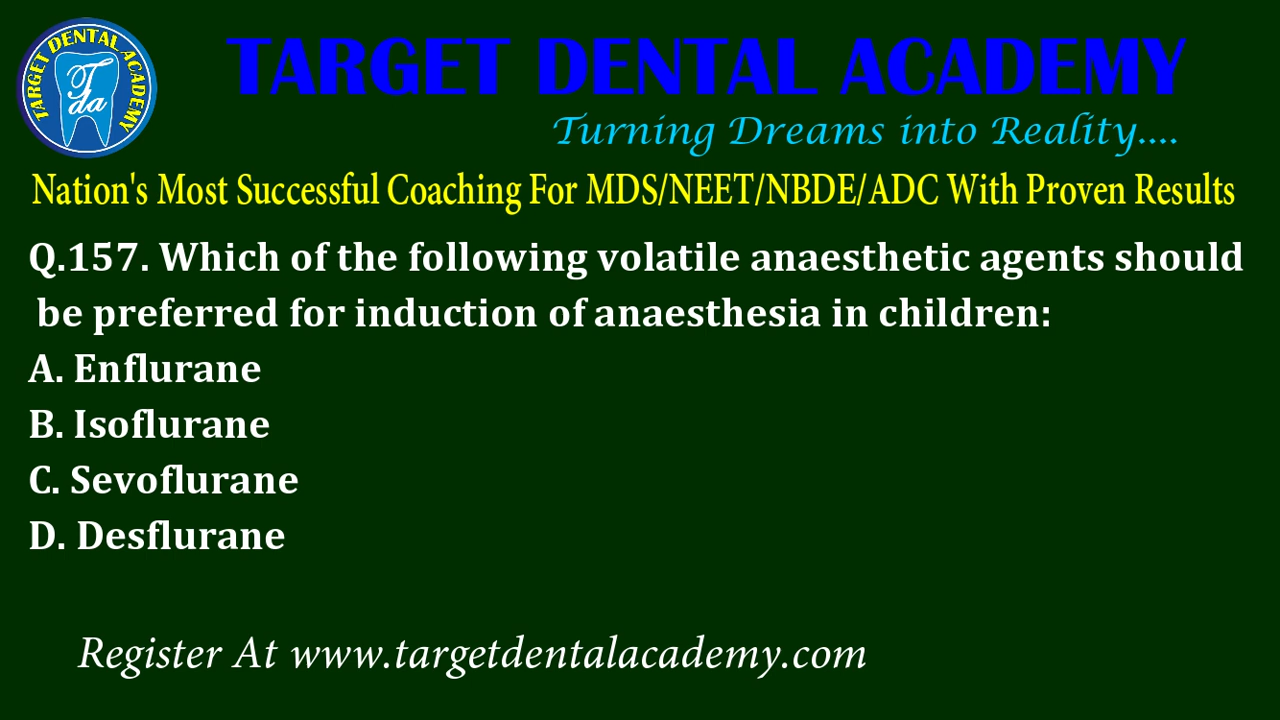 TARGET DENTAL ACADEMY
Tda
TARGET DENTAL ACADEMY
Turning Dreams into Reality....
Nation's Most Successful Coaching For MDS/NEET/NBDE/ADC With Proven Results
Q.157. Which of the following volatile anaesthetic agents should
be preferred for induction of anaesthesia in children:
A. Enflurane
B. Isoflurane
C. Sevoflurane
D. Desflurane
Register At www.targetdentalacademy.com